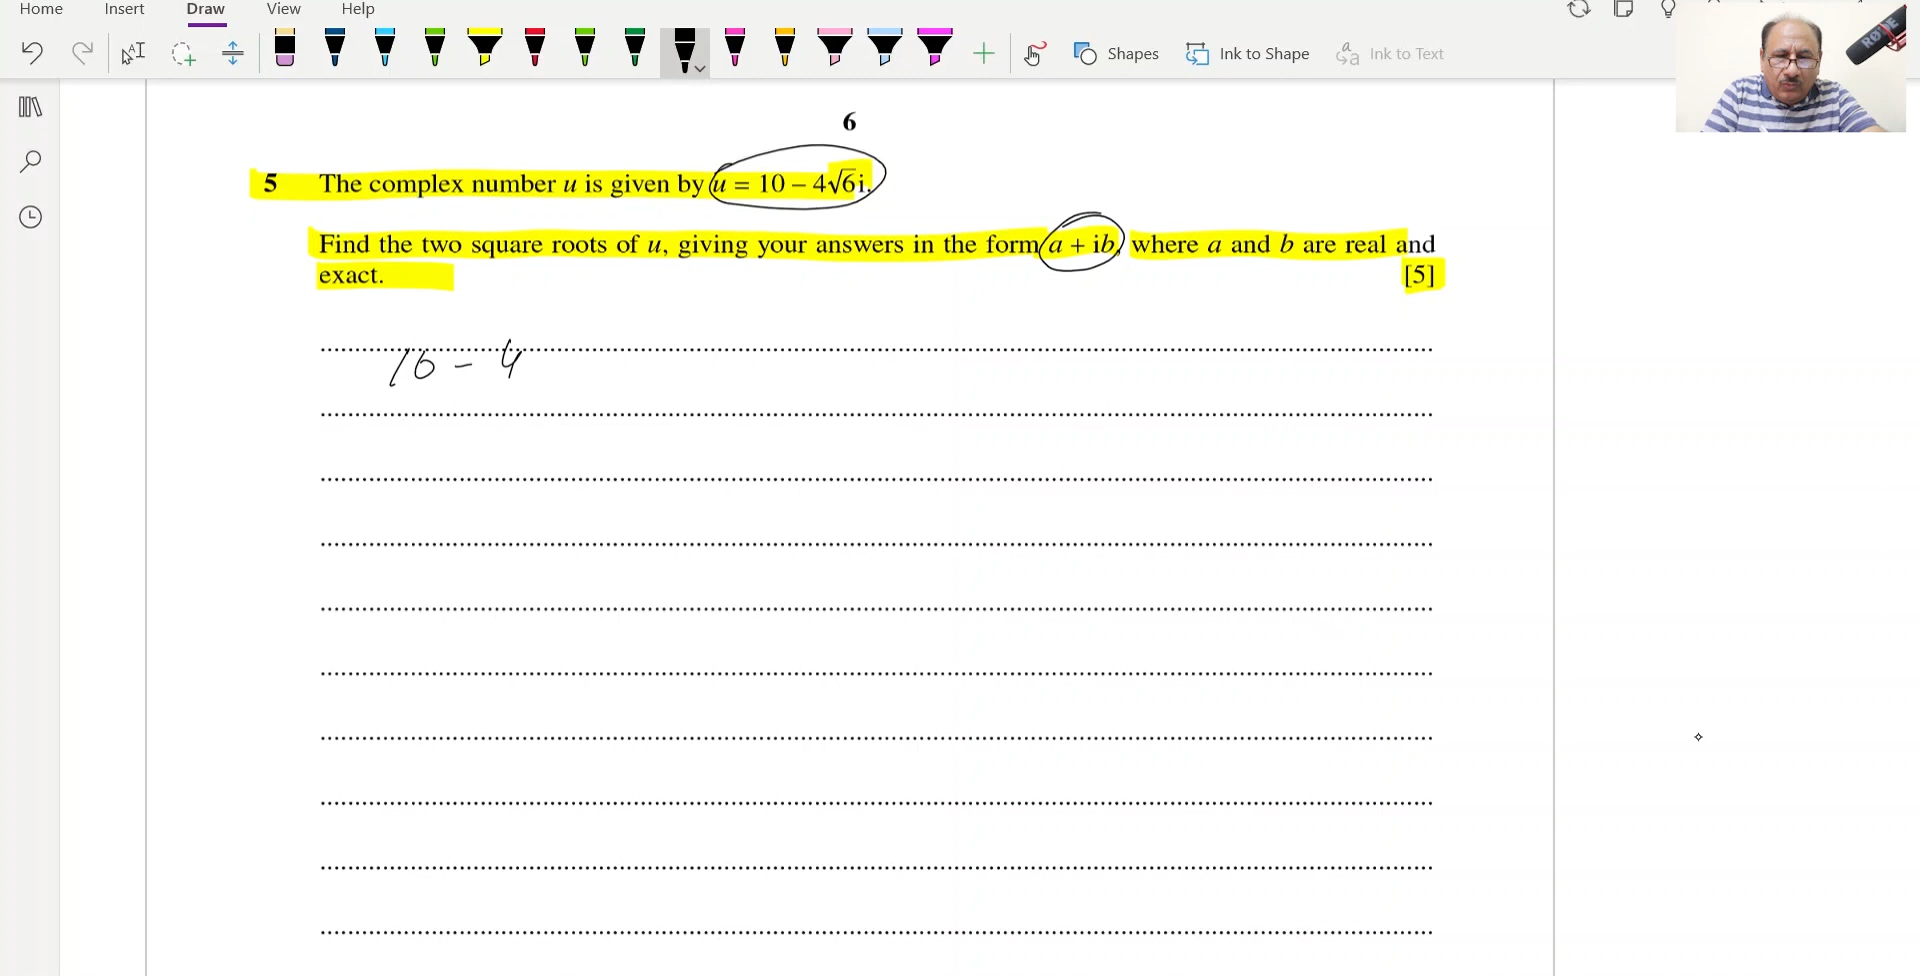 Home Insert Draw View Help
Shapes Ink to Shape Ink to Text
RØDE
6
5 The complex number u is given by u = 10 – 4√6i.
Find the two square roots of u, giving your answers in the form a + ib, where a and b are real and
exact. [5]
10 – 4